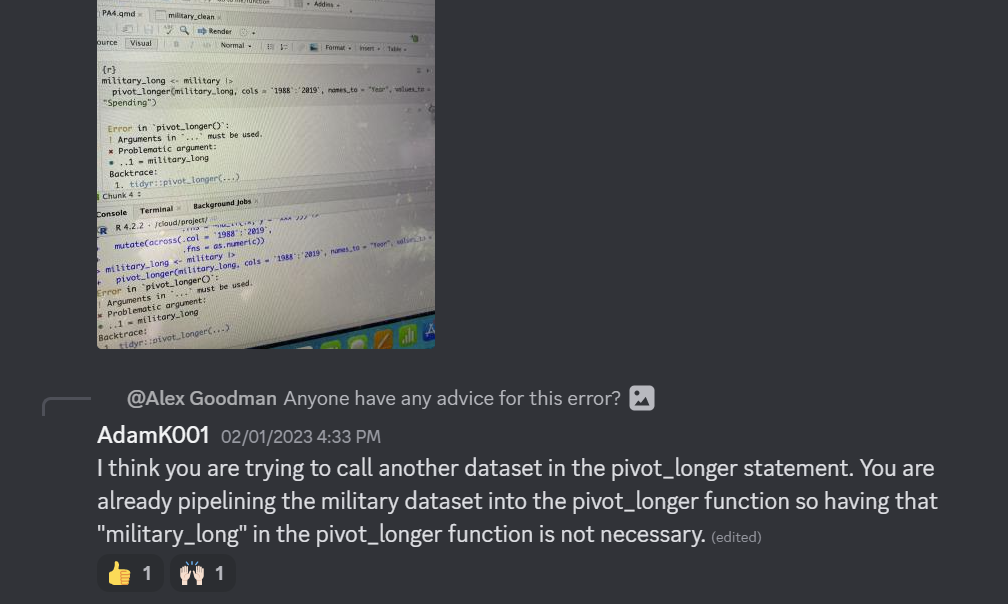 Addins
PA4.qmd × military_clean ×
Render
ource Visual B I Normal Format Insert Table
{r}
military_long <- military |>
pivot_longer(military_long, cols = `1988`:`2019`, names_to = "Year", values_to =
"Spending")
Error in `pivot_longer()`:
! Arguments in `...` must be used.
✖ Problematic argument:
● ..1 = military_long
Backtrace:
1. tidyr::pivot_longer(...)
Chunk 4
Console Terminal × Background Jobs ×
R 4.2.2 · /cloud/project/
+ mutate(across(.col = `1988`:`2019`,
+ .fns = as.numeric))
> military_long <- military |>
+ pivot_longer(military_long, cols = `1988`:`2019`, names_to = "Year", values_to =
Error in `pivot_longer()`:
! Arguments in `...` must be used.
✖ Problematic argument:
● ..1 = military_long
Backtrace:
1. tidyr::pivot_longer(...)
@Alex Goodman Anyone have any advice for this error?
AdamK001 02/01/2023 4:33 PM
I think you are trying to call another dataset in the pivot_longer statement. You are
already pipelining the military dataset into the pivot_longer function so having that
"military_long" in the pivot_longer function is not necessary. (edited)
👍 1 🙌🏻 1